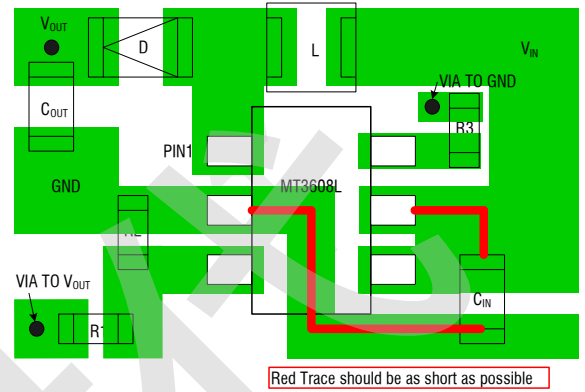 VOUT
D
L
VIN
COUT
VIA TO GND
R3
PIN1
GND
MT3608L
R2
VIA TO VOUT
R1
CIN
Red Trace should be as short as possible